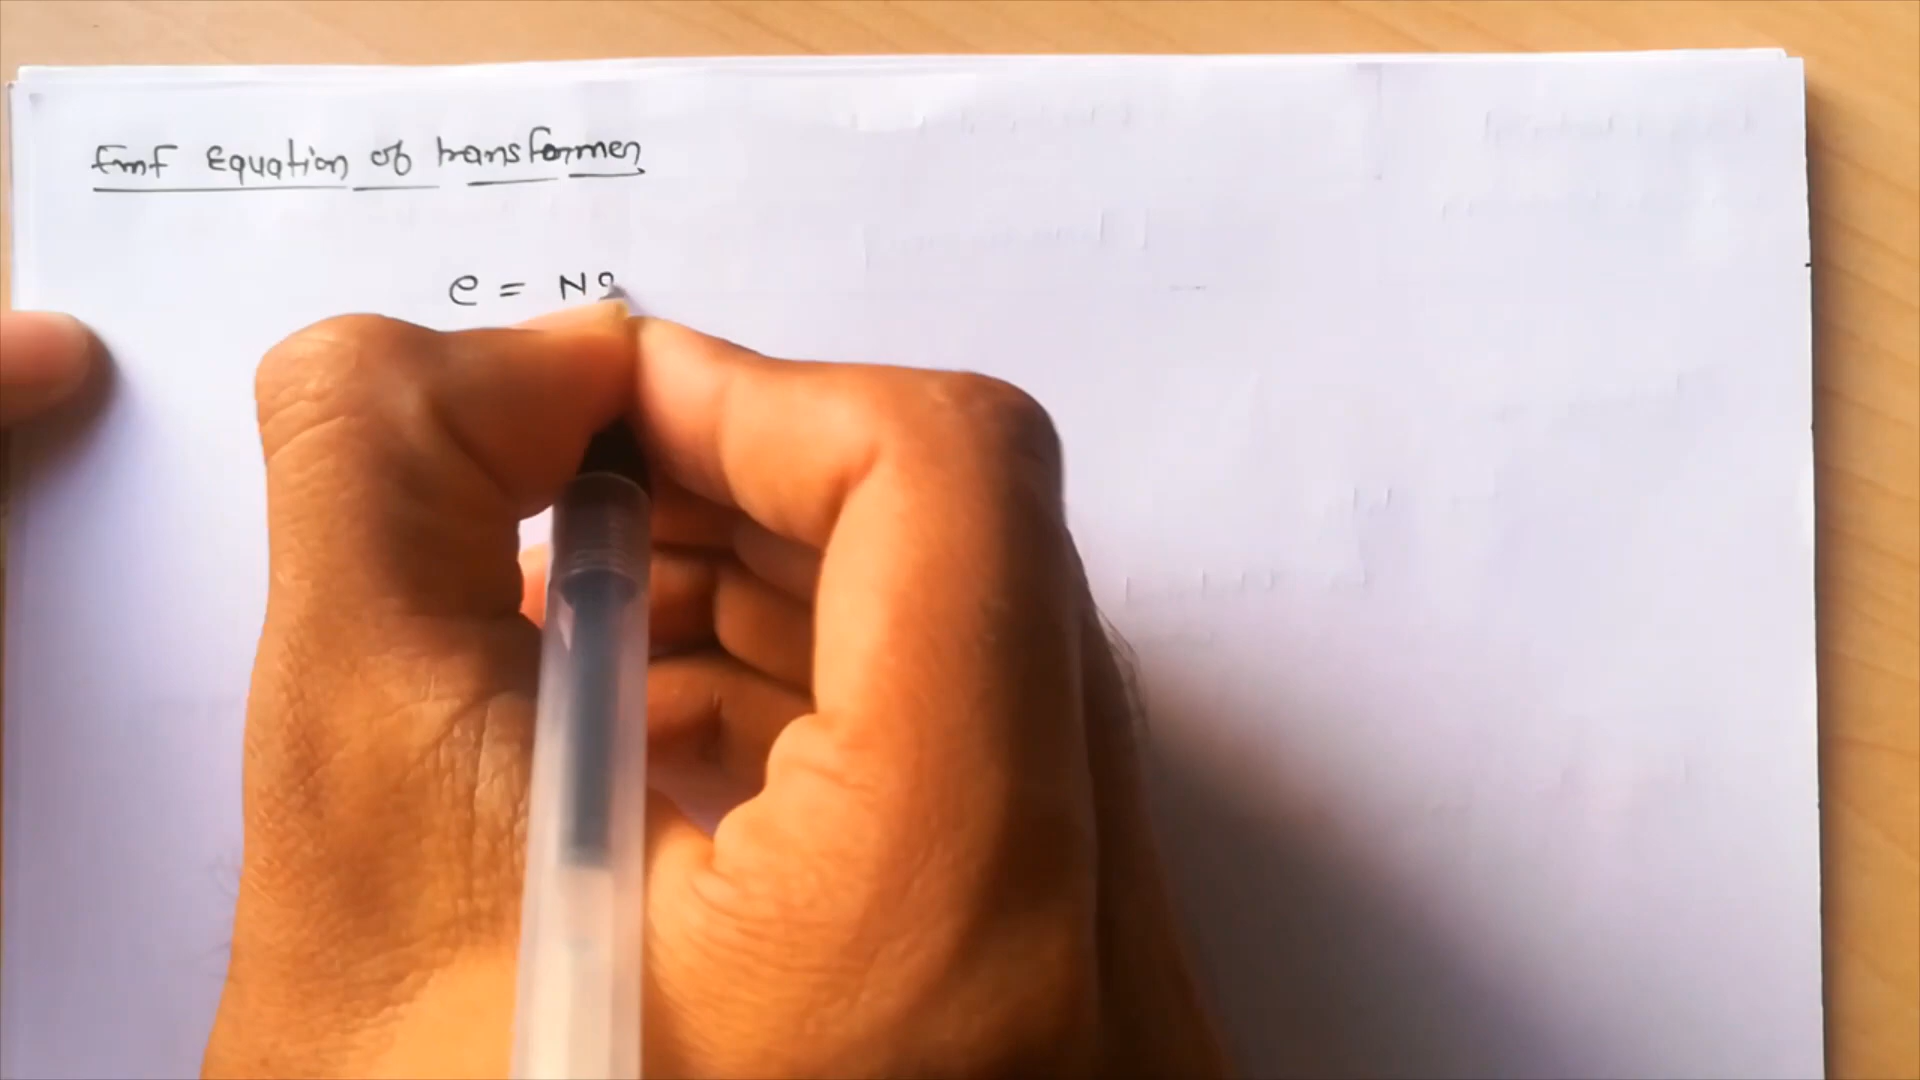 Emf Equation of transformer
e = N